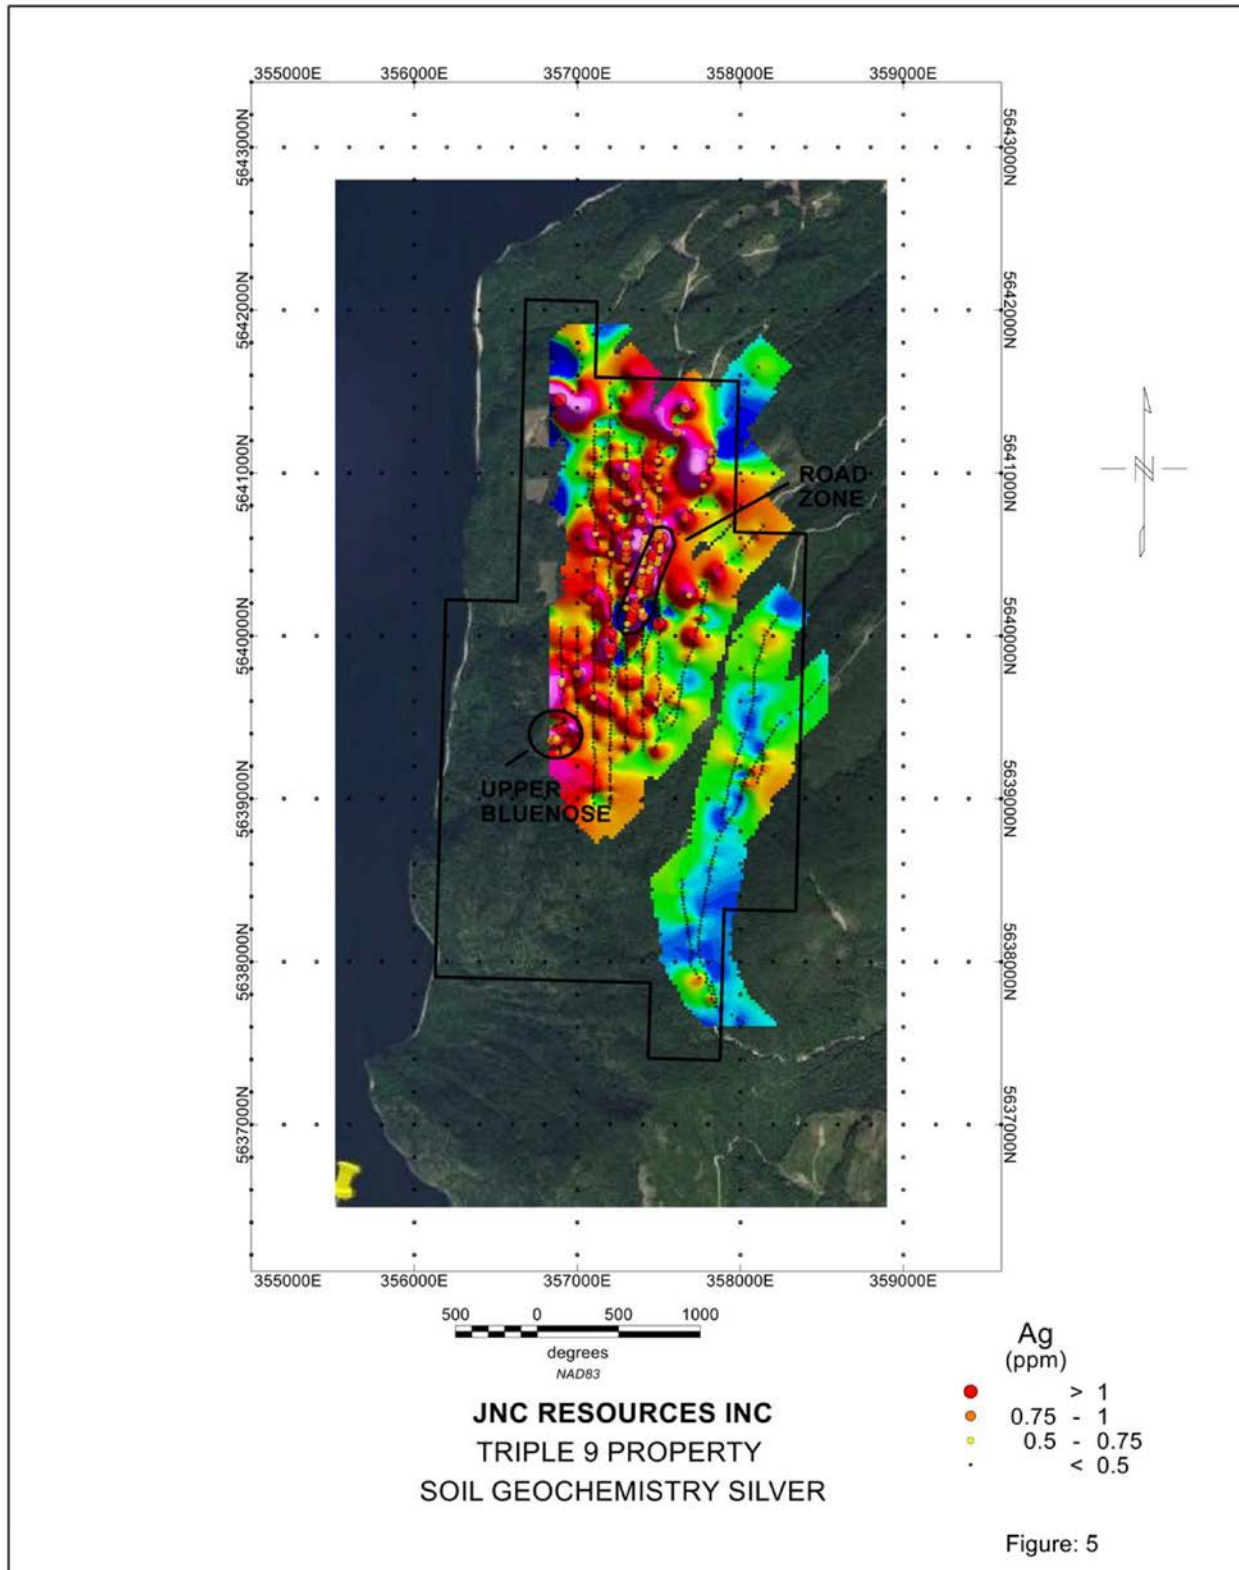 355000E 356000E 357000E 358000E 359000E
5643000N 5643000N
5642000N 5642000N
5641000N 5641000N
ROAD
ZONE
5640000N 5640000N
UPPER
BLUENOSE
5639000N 5639000N
5638000N 5638000N
5637000N 5637000N
355000E 356000E 357000E 358000E 359000E
500 0 500 1000
degrees
NAD83
JNC RESOURCES INC
TRIPLE 9 PROPERTY
SOIL GEOCHEMISTRY SILVER
Ag
(ppm)
> 1
0.75 - 1
0.5 - 0.75
< 0.5
Figure: 5
N